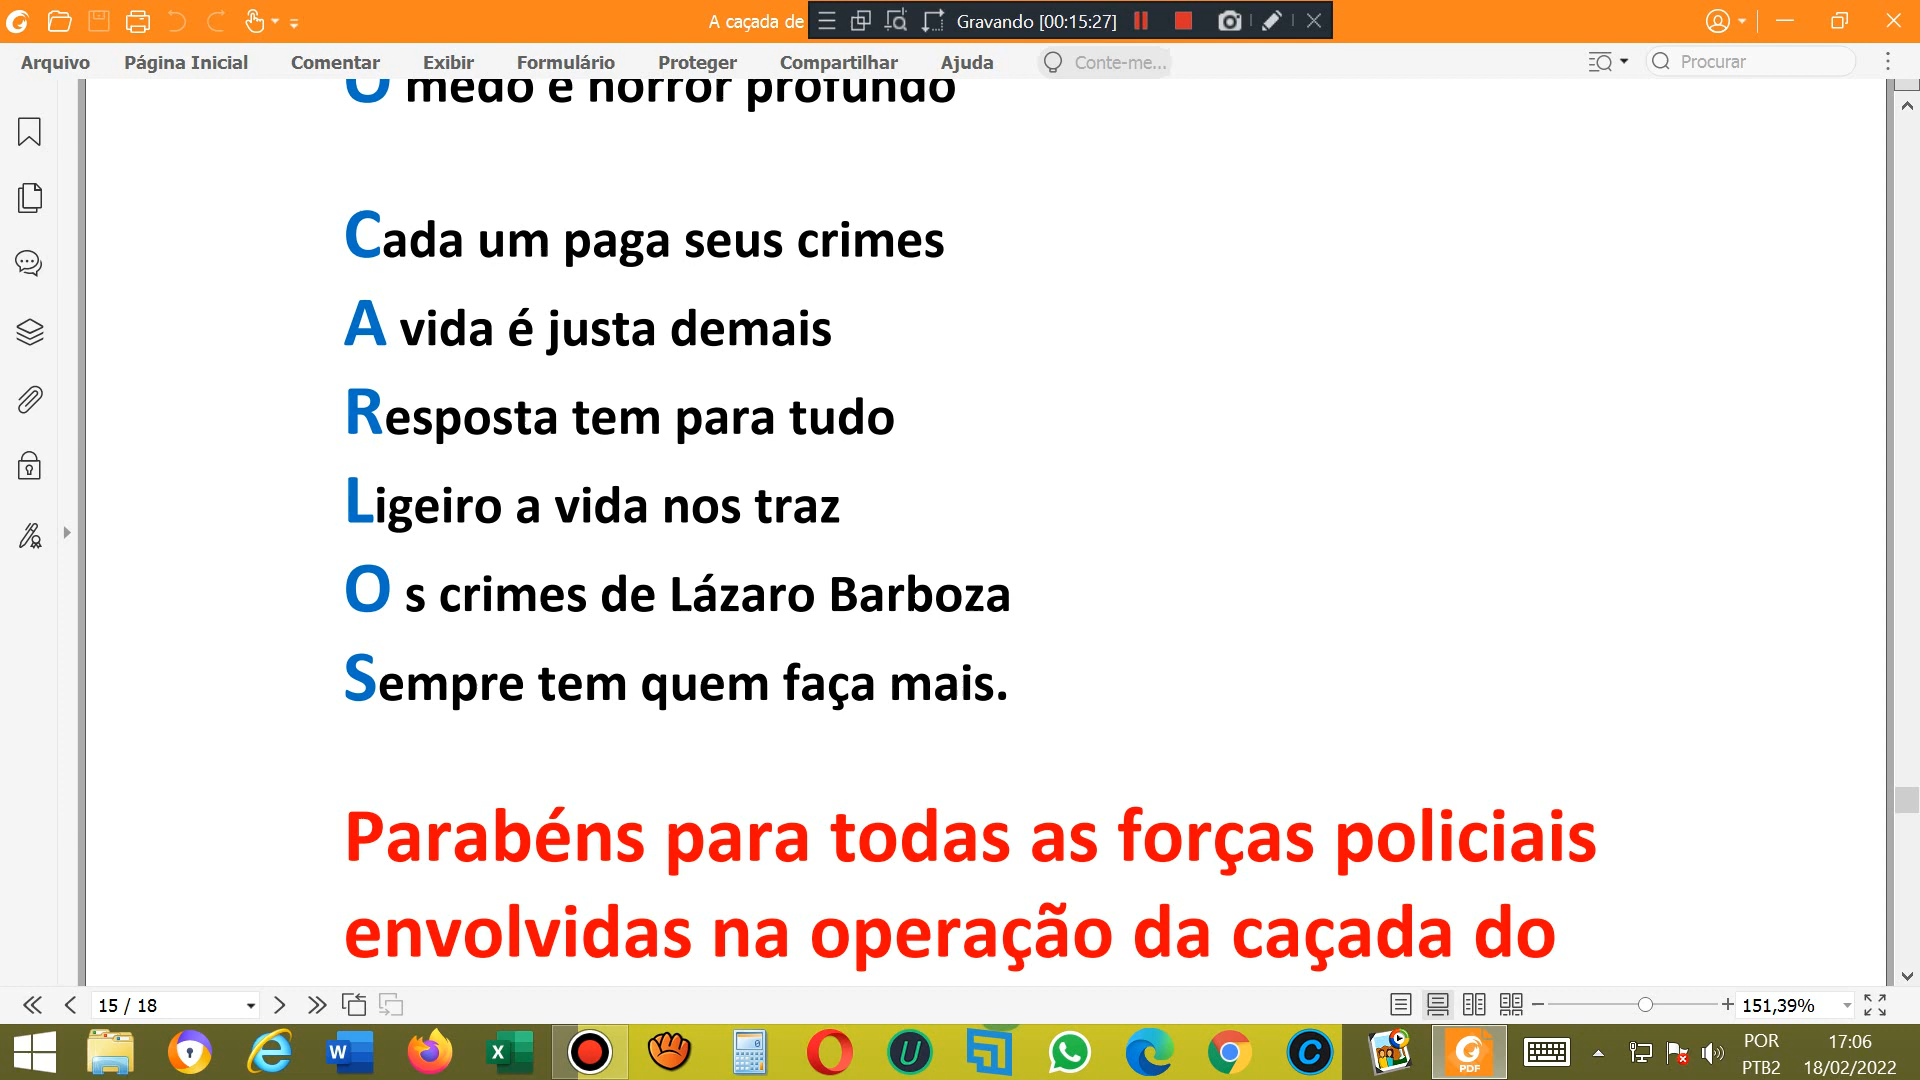 A caçada de
Gravando [00:15:27]
Arquivo Página Inicial Comentar Exibir Formulário Proteger Compartilhar Ajuda Conte-me... Procurar
O medo e horror profundo
Cada um paga seus crimes
A vida é justa demais
Resposta tem para tudo
Ligeiro a vida nos traz
O s crimes de Lázaro Barboza
Sempre tem quem faça mais.
Parabéns para todas as forças policiais
envolvidas na operação da caçada do
15 / 18
151,39%
POR 17:06
PTB2 18/02/2022
PDF